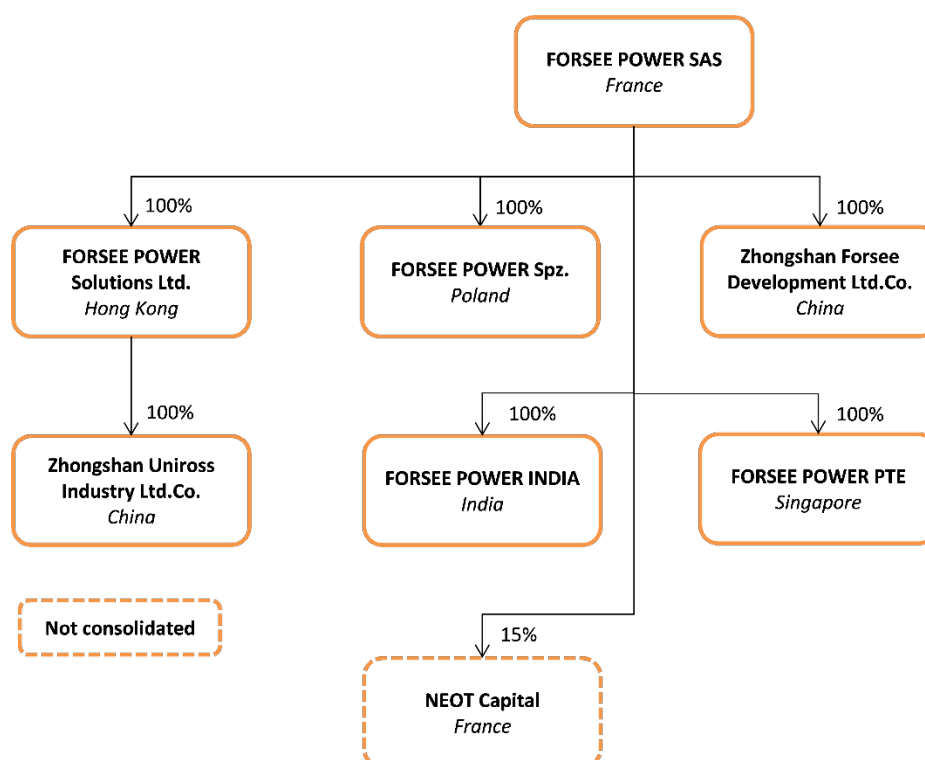 FORSEE POWER SAS
France
100%
100%
100%
FORSEE POWER
Solutions Ltd.
Hong Kong
FORSEE POWER Spz.
Poland
Zhongshan Forsee
Development Ltd.Co.
China
100%
100%
100%
Zhongshan Uniross
Industry Ltd.Co.
China
FORSEE POWER INDIA
India
FORSEE POWER PTE
Singapore
Not consolidated
15%
NEOT Capital
France